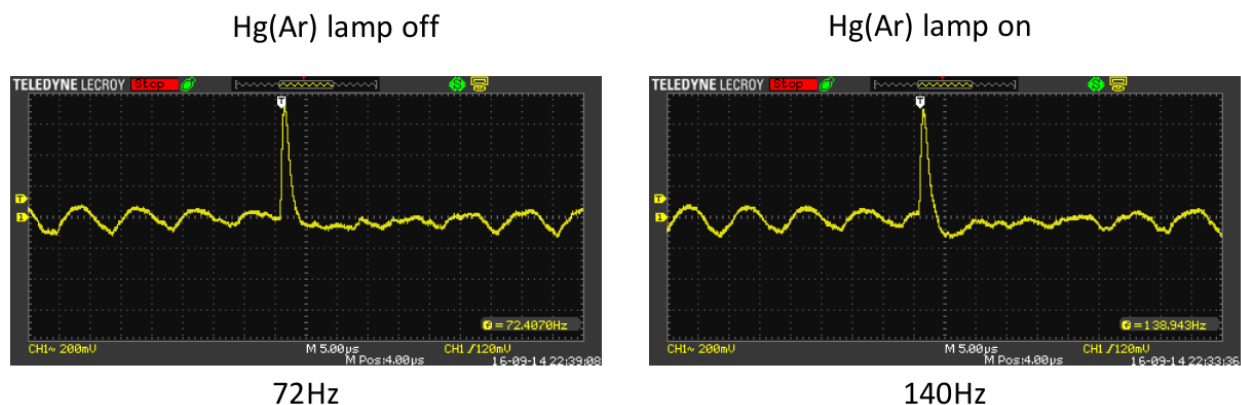 Hg(Ar) lamp off
Hg(Ar) lamp on
TELEDYNE LECROY Stop
T
T
1
f = 72.4070Hz
CH1~ 200mV M 5.00µs CH1 / 120mV
M Pos:4.00µs 16-09-14 22:39:08
TELEDYNE LECROY Stop
T
T
1
f = 138.943Hz
CH1~ 200mV M 5.00µs CH1 / 120mV
M Pos:4.00µs 16-09-14 22:33:36
72Hz
140Hz